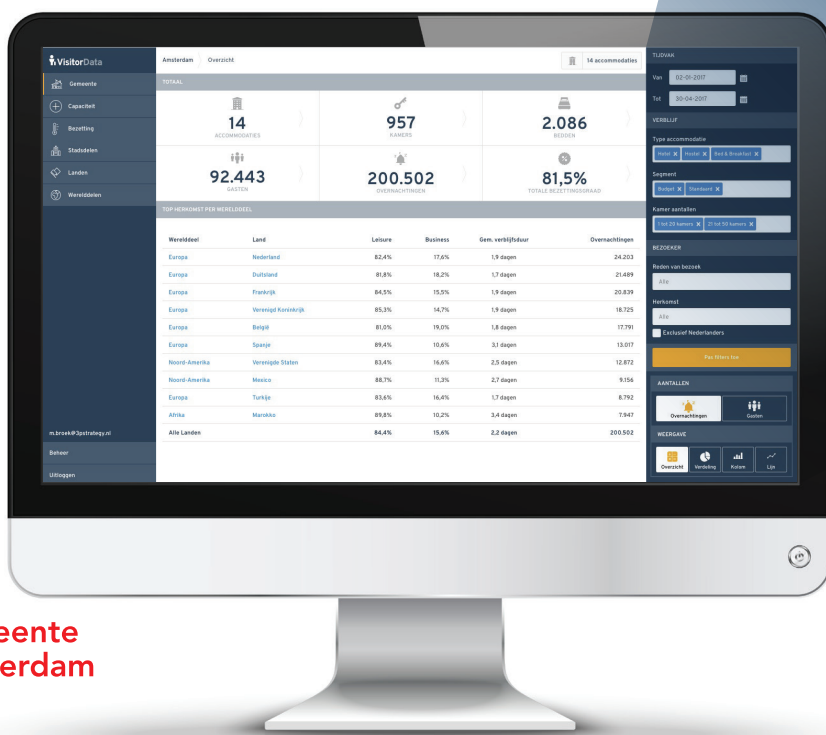 VisitorData
Gemeente
Capaciteit
Bezetting
Stadsdelen
Landen
Werelddelen
m.broek@3pstrategy.nl
Beheer
Uitloggen
Amsterdam Overzicht 14 accommodaties
TOTAAL
14
ACCOMMODATIES
957
KAMERS
2.086
BEDDEN
92.443
GASTEN
200.502
OVERNACHTINGEN
81,5%
TOTALE BEZETTINGSGRAAD
TOP HERKOMST PER WERELDDEEL
Werelddeel Land Leisure Business Gem. verblijfsduur Overnachtingen
Europa Nederland 82,4% 17,6% 1,9 dagen 24.203
Europa Duitsland 81,8% 18,2% 1,7 dagen 21.489
Europa Frankrijk 84,5% 15,5% 1,9 dagen 20.839
Europa Verenigd Koninkrijk 85,3% 14,7% 1,9 dagen 18.725
Europa België 81,0% 19,0% 1,8 dagen 17.791
Europa Spanje 89,4% 10,6% 3,1 dagen 13.017
Noord-Amerika Verenigde Staten 83,4% 16,6% 2,5 dagen 12.872
Noord-Amerika Mexico 88,7% 11,3% 2,7 dagen 9.156
Europa Turkije 83,6% 16,4% 1,7 dagen 8.792
Afrika Marokko 89,8% 10,2% 3,4 dagen 7.947
Alle Landen 84,4% 15,6% 2,2 dagen 200.502
TIJDVAK
Van 02-01-2017
Tot 30-04-2017
VERBLIJF
Type accommodatie
Hotel X Hostel X Bed & Breakfast X
Segment
Budget X Standaard X
Kamer aantallen
1 tot 20 kamers X 21 tot 50 kamers X
BEZOEKER
Reden van bezoek
Alle
Herkomst
Alle
Exclusief Nederlanders
Pas filters toe
AANTALLEN
Overnachtingen Gasten
WEERGAVE
Overzicht Verdeling Kolom Lijn
eente
erdam